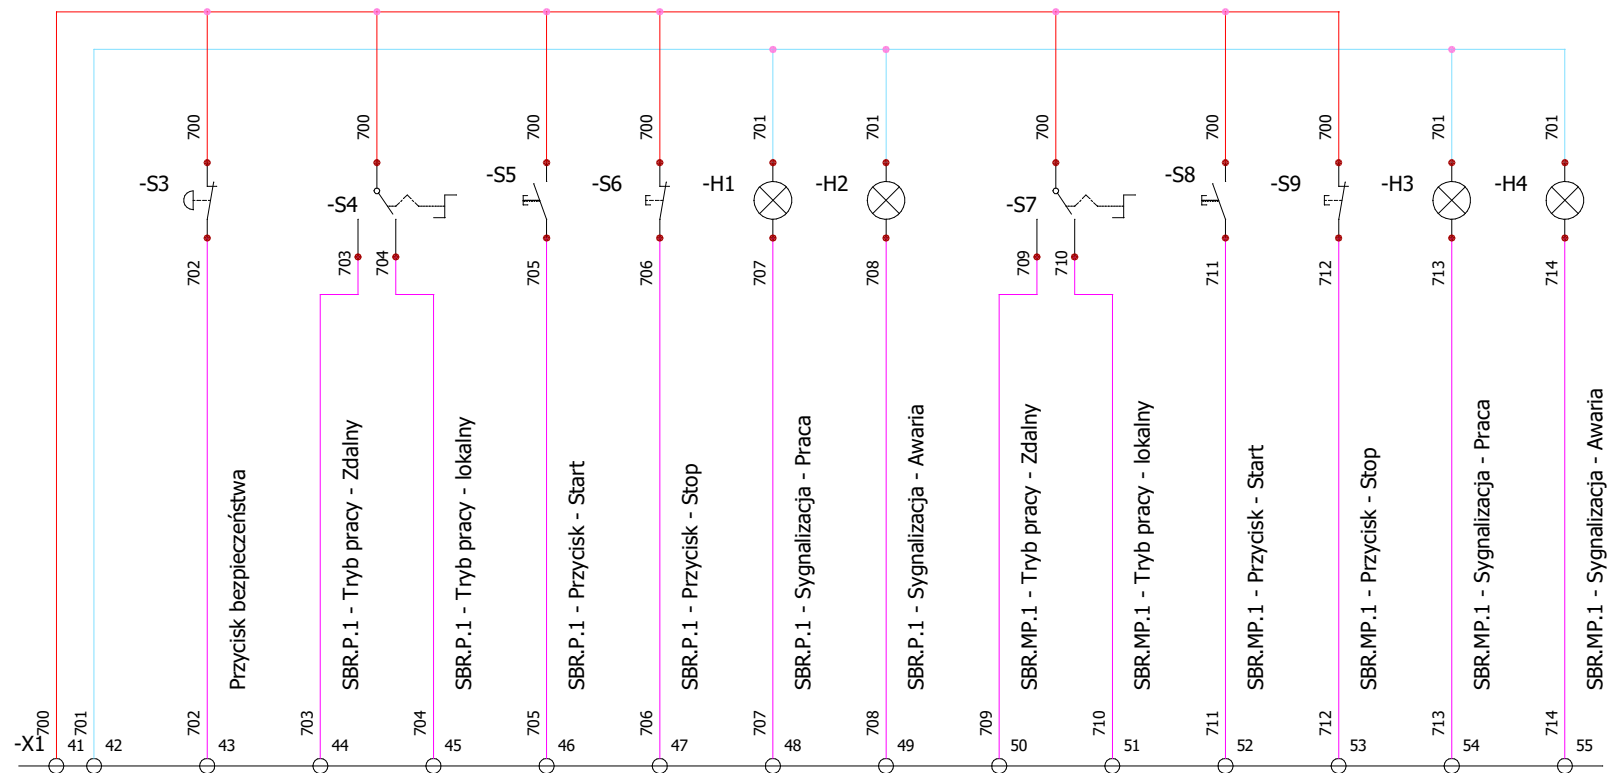 700
700
700
700
701
701
700
700
700
701
701
-S3
-S4
-S5
-S6
-H1
-H2
-S7
-S8
-S9
-H3
-H4
702
703
704
705
706
707
708
709
710
711
712
713
714
Przycisk bezpieczeństwa
SBR.P.1 - Tryb pracy - Zdalny
SBR.P.1 - Tryb pracy - lokalny
SBR.P.1 - Przycisk - Start
SBR.P.1 - Przycisk - Stop
SBR.P.1 - Sygnalizacja - Praca
SBR.P.1 - Sygnalizacja - Awaria
SBR.MP.1 - Tryb pracy - Zdalny
SBR.MP.1 - Tryb pracy - lokalny
SBR.MP.1 - Przycisk - Start
SBR.MP.1 - Przycisk - Stop
SBR.MP.1 - Sygnalizacja - Praca
SBR.MP.1 - Sygnalizacja - Awaria
700
701
702
703
704
705
706
707
708
709
710
711
712
713
714
-X1
41
42
43
44
45
46
47
48
49
50
51
52
53
54
55